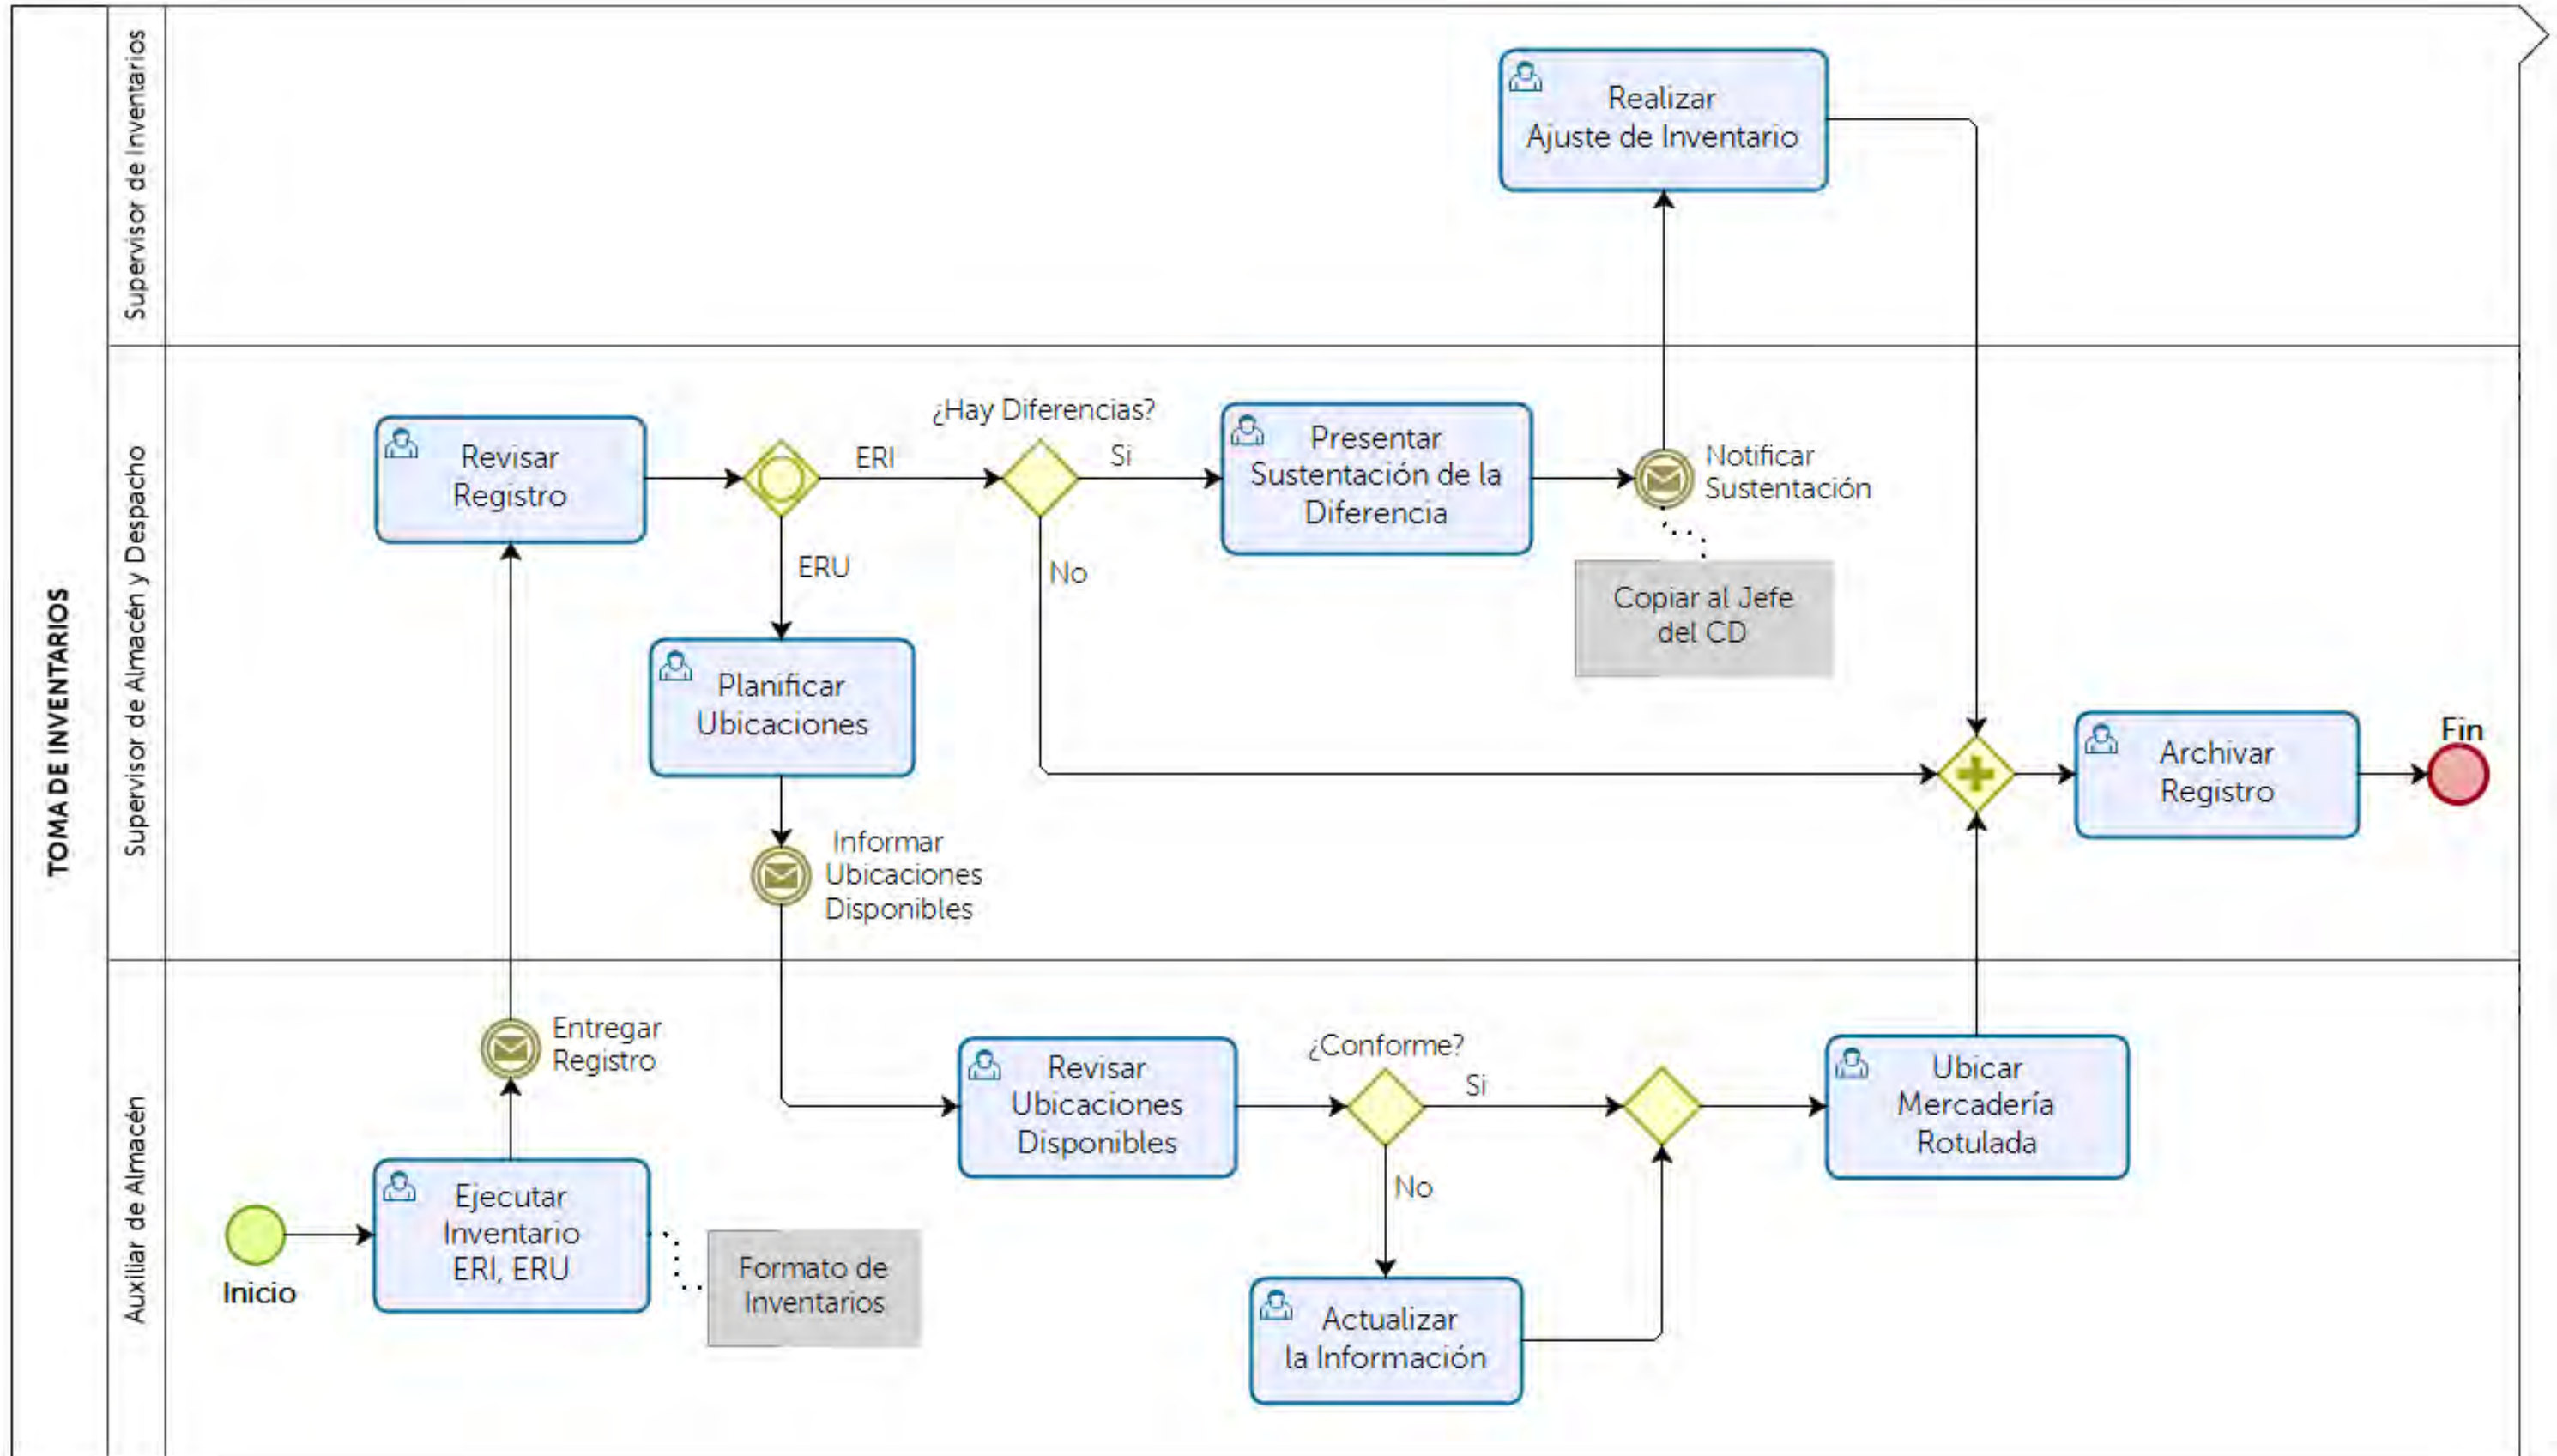 TOMA DE INVENTARIOS
Supervisor de Inventarios
Realizar
Ajuste de Inventario
Supervisor de Almacén y Despacho
Revisar
Registro
ERI
ERU
¿Hay Diferencias?
Si
No
Presentar
Sustentación de la
Diferencia
Notificar
Sustentación
Copiar al Jefe
del CD
Planificar
Ubicaciones
Informar
Ubicaciones
Disponibles
Archivar
Registro
Fin
Auxiliar de Almacén
Inicio
Ejecutar
Inventario
ERI, ERU
Entregar
Registro
Formato de
Inventarios
Revisar
Ubicaciones
Disponibles
¿Conforme?
Si
No
Actualizar
la Información
Ubicar
Mercadería
Rotulada